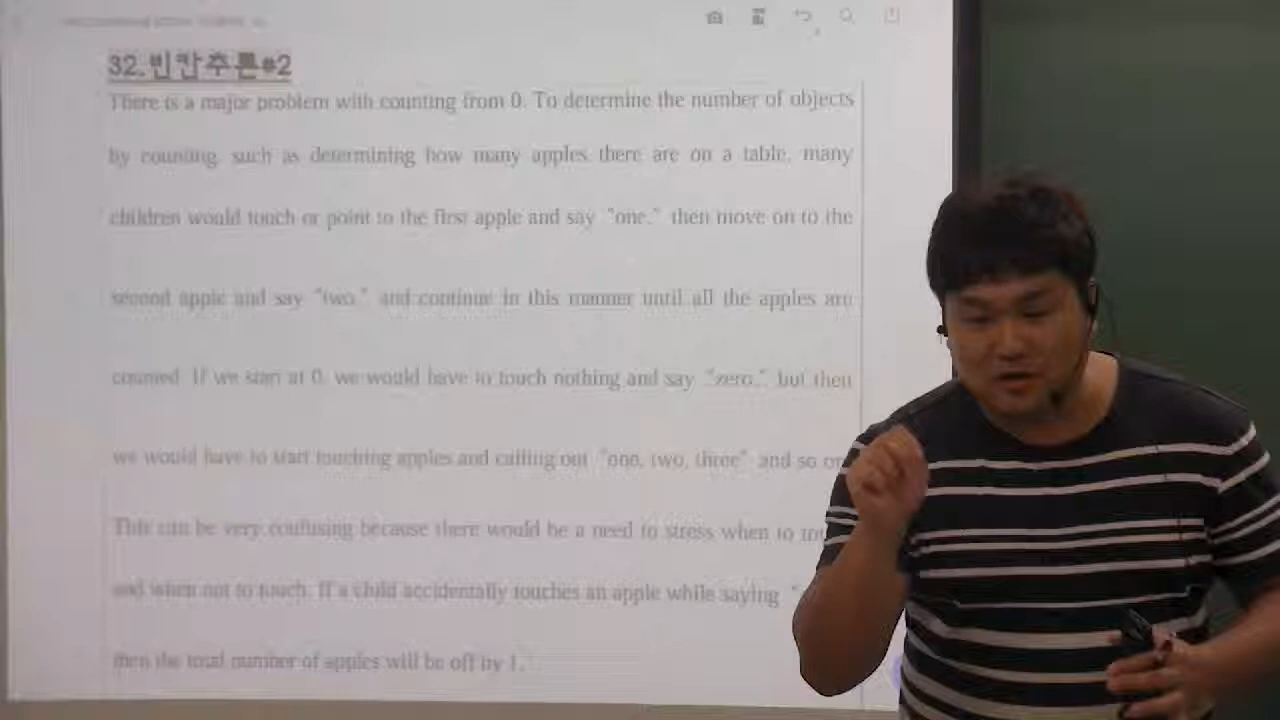 32.빈칸추론#2
There is a major problem with counting from 0. To determine the number of objects
by counting, such as determining how many apples there are on a table, many
children would touch or point to the first apple and say "one," then move on to the
second apple and say "two," and continue in this manner until all the apples are
counted. If we start at 0, we would have to touch nothing and say "zero," but then
we would have to start touching apples and calling out "one, two, three" and so on
This can be very confusing because there would be a need to stress when to
and when not to touch. If a child accidentally touches an apple while saying "
then the total number of apples will be off by 1.